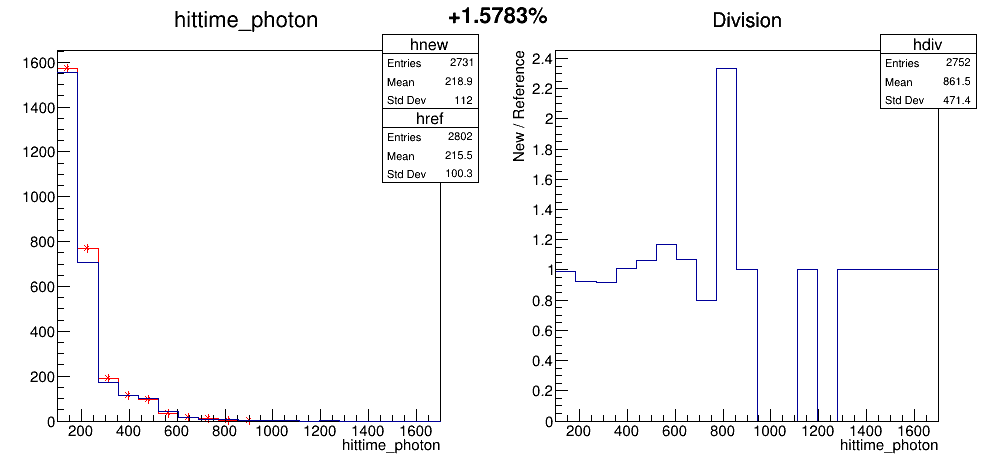 +1.5783%
hittime_photon
hnew
Entries 2731
Mean 218.9
Std Dev 112
href
Entries 2802
Mean 215.5
Std Dev 100.3
1600
1400
1200
1000
800
600
400
200
0
200 400 600 800 1000 1200 1400 1600
hittime_photon
Division
hdiv
Entries 2752
Mean 861.5
Std Dev 471.4
New / Reference
2.4
2.2
2
1.8
1.6
1.4
1.2
1
0.8
0.6
0.4
0.2
0
200 400 600 800 1000 1200 1400 1600
hittime_photon